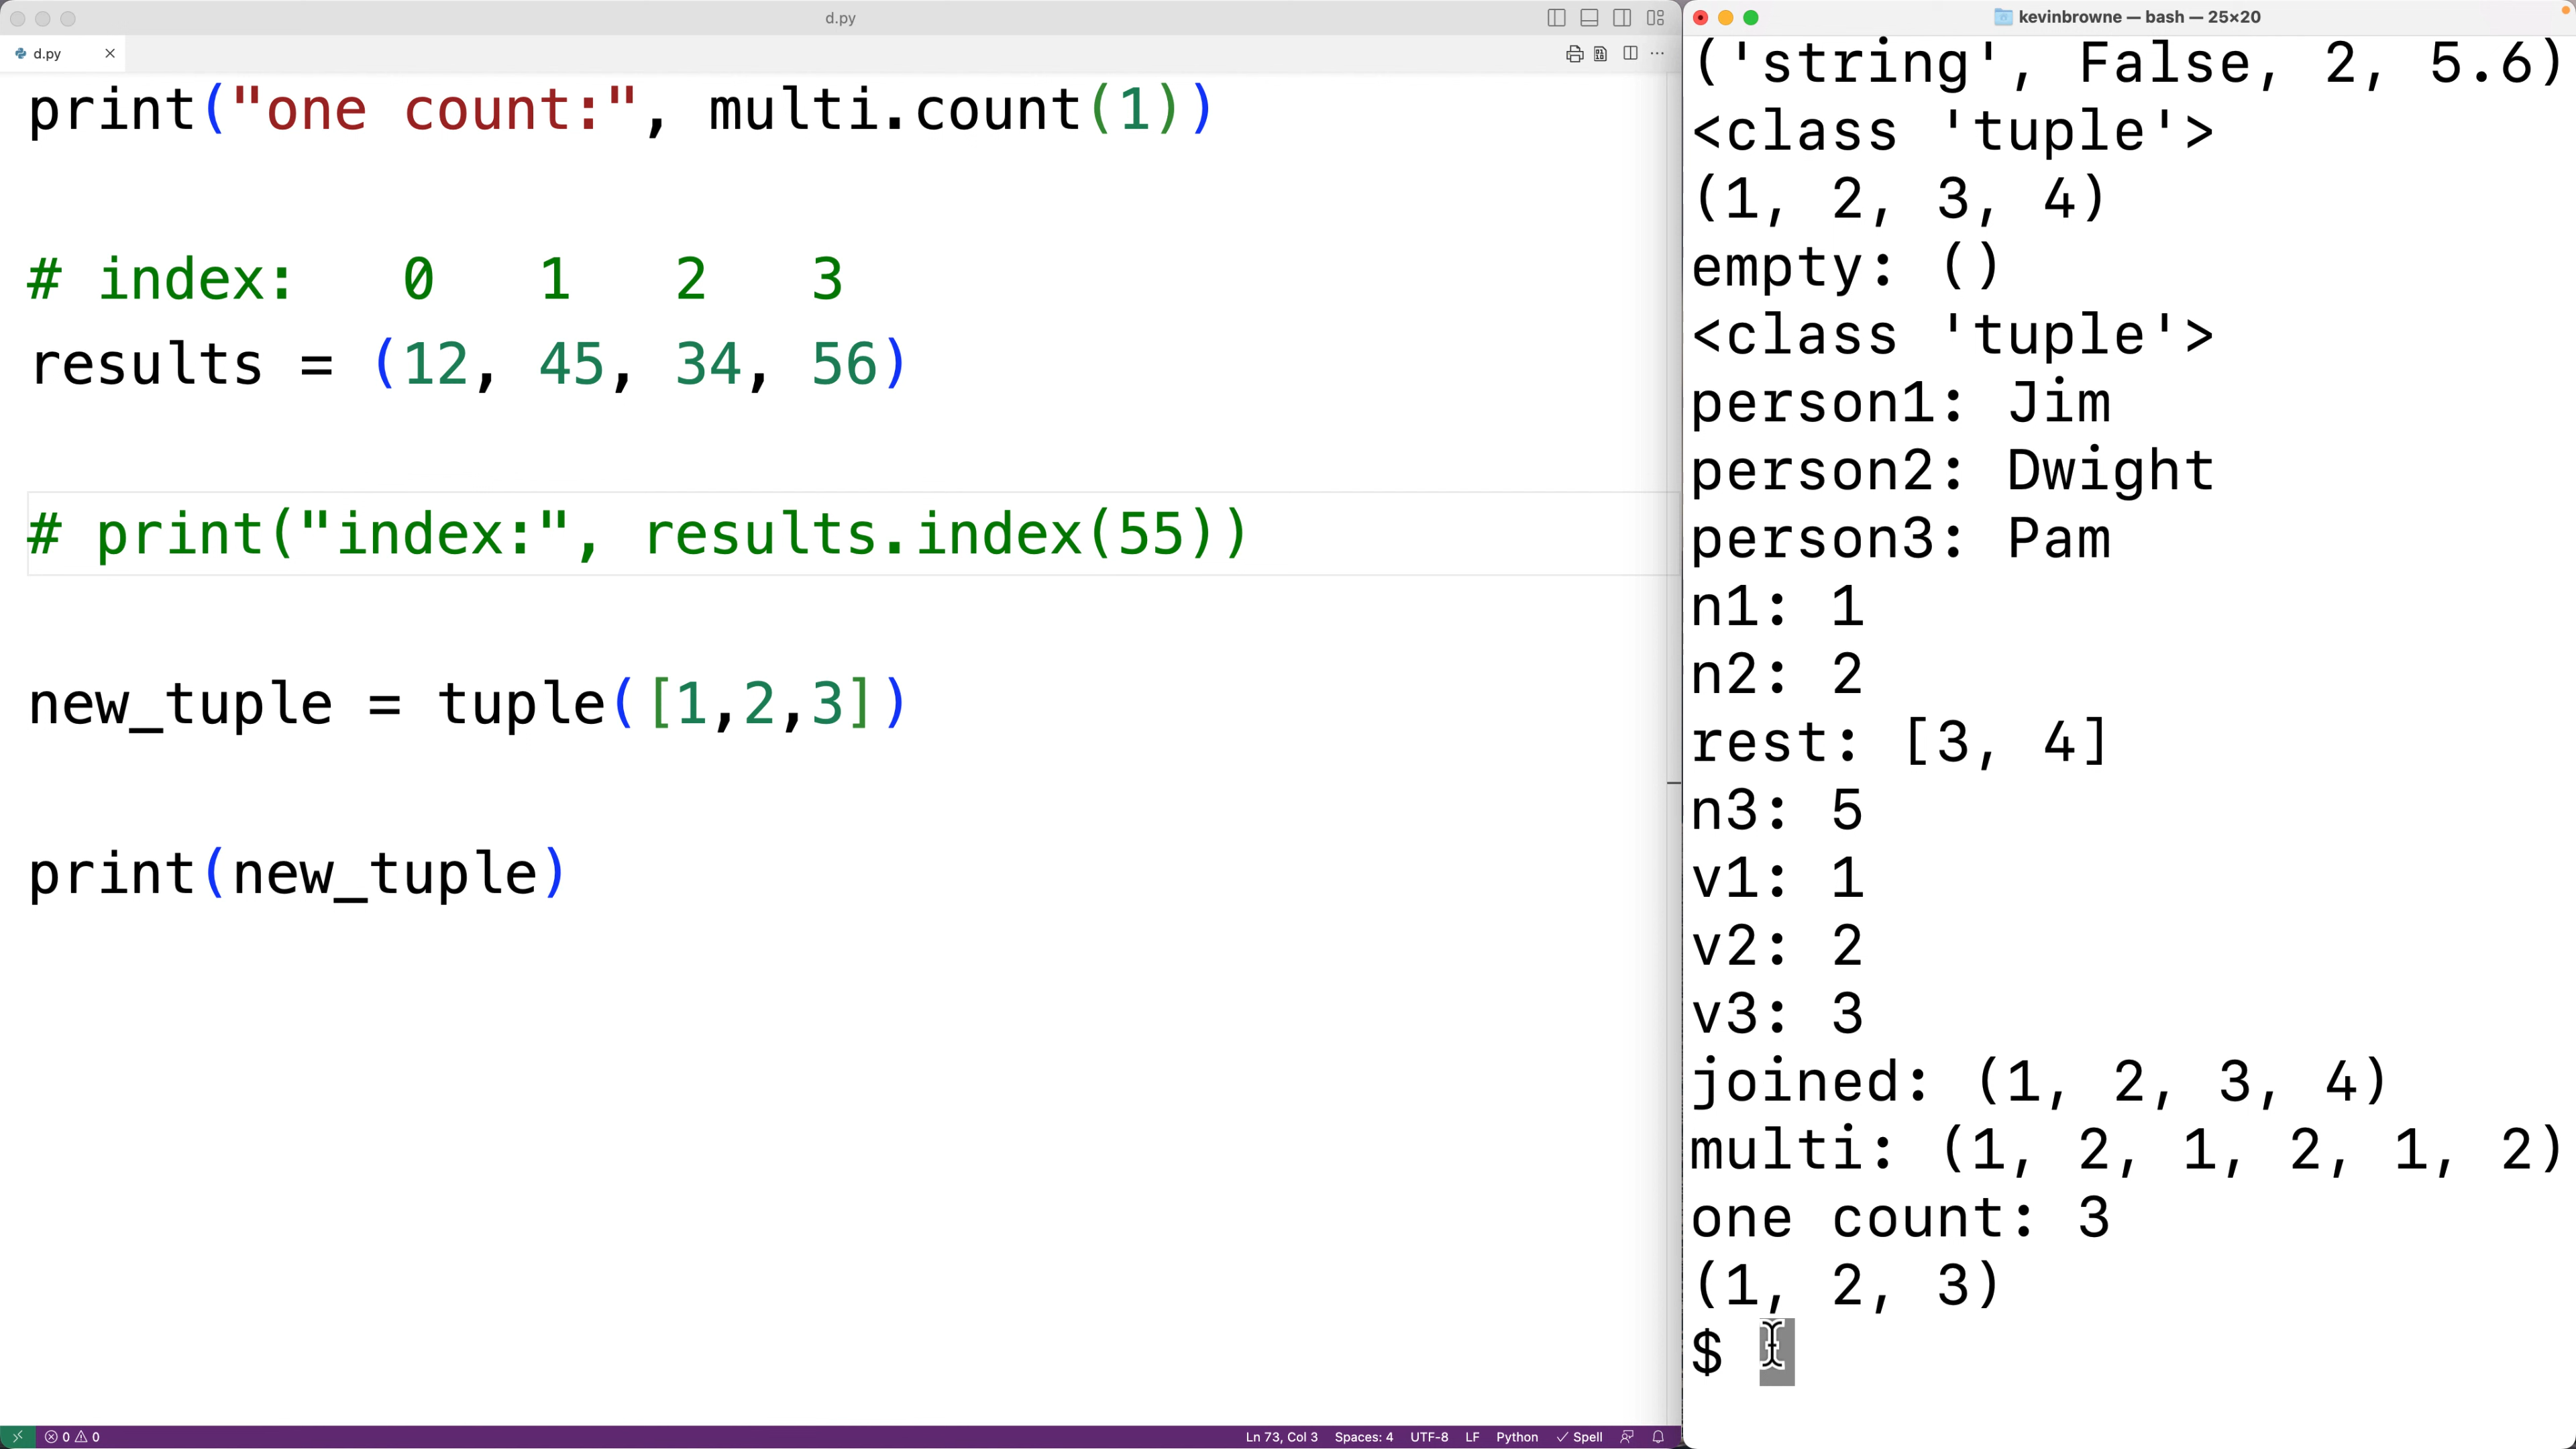 d.py
d.py
print("one count:", multi.count(1))
# index:   0   1   2   3
results = (12, 45, 34, 56)
# print("index:", results.index(55))
new_tuple = tuple([1,2,3])
print(new_tuple)
0 0
Ln 73, Col 3 Spaces: 4 UTF-8 LF Python Spell
kevinbrowne — bash — 25×20
('string', False, 2, 5.6)
<class 'tuple'>
(1, 2, 3, 4)
empty: ()
<class 'tuple'>
person1: Jim
person2: Dwight
person3: Pam
n1: 1
n2: 2
rest: [3, 4]
n3: 5
v1: 1
v2: 2
v3: 3
joined: (1, 2, 3, 4)
multi: (1, 2, 1, 2, 1, 2)
one count: 3
(1, 2, 3)
$